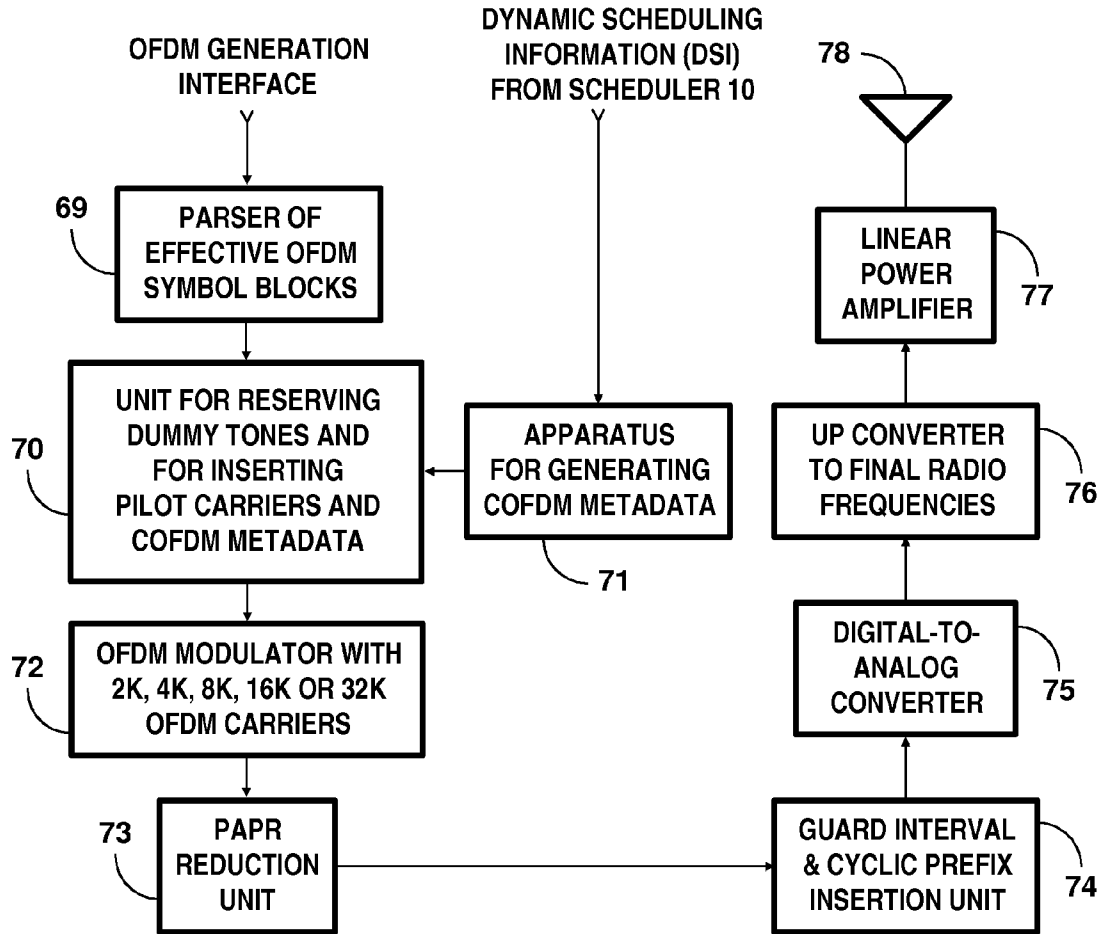 OFDM GENERATION
INTERFACE
DYNAMIC SCHEDULING
INFORMATION (DSI)
FROM SCHEDULER 10
78
69
PARSER OF
EFFECTIVE OFDM
SYMBOL BLOCKS
LINEAR
POWER
AMPLIFIER
77
70
UNIT FOR RESERVING
DUMMY TONES AND
FOR INSERTING
PILOT CARRIERS AND
COFDM METADATA
APPARATUS
FOR GENERATING
COFDM METADATA
71
UP CONVERTER
TO FINAL RADIO
FREQUENCIES
76
72
OFDM MODULATOR WITH
2K, 4K, 8K, 16K OR 32K
OFDM CARRIERS
DIGITAL-TO-
ANALOG
CONVERTER
75
73
PAPR
REDUCTION
UNIT
GUARD INTERVAL
& CYCLIC PREFIX
INSERTION UNIT
74